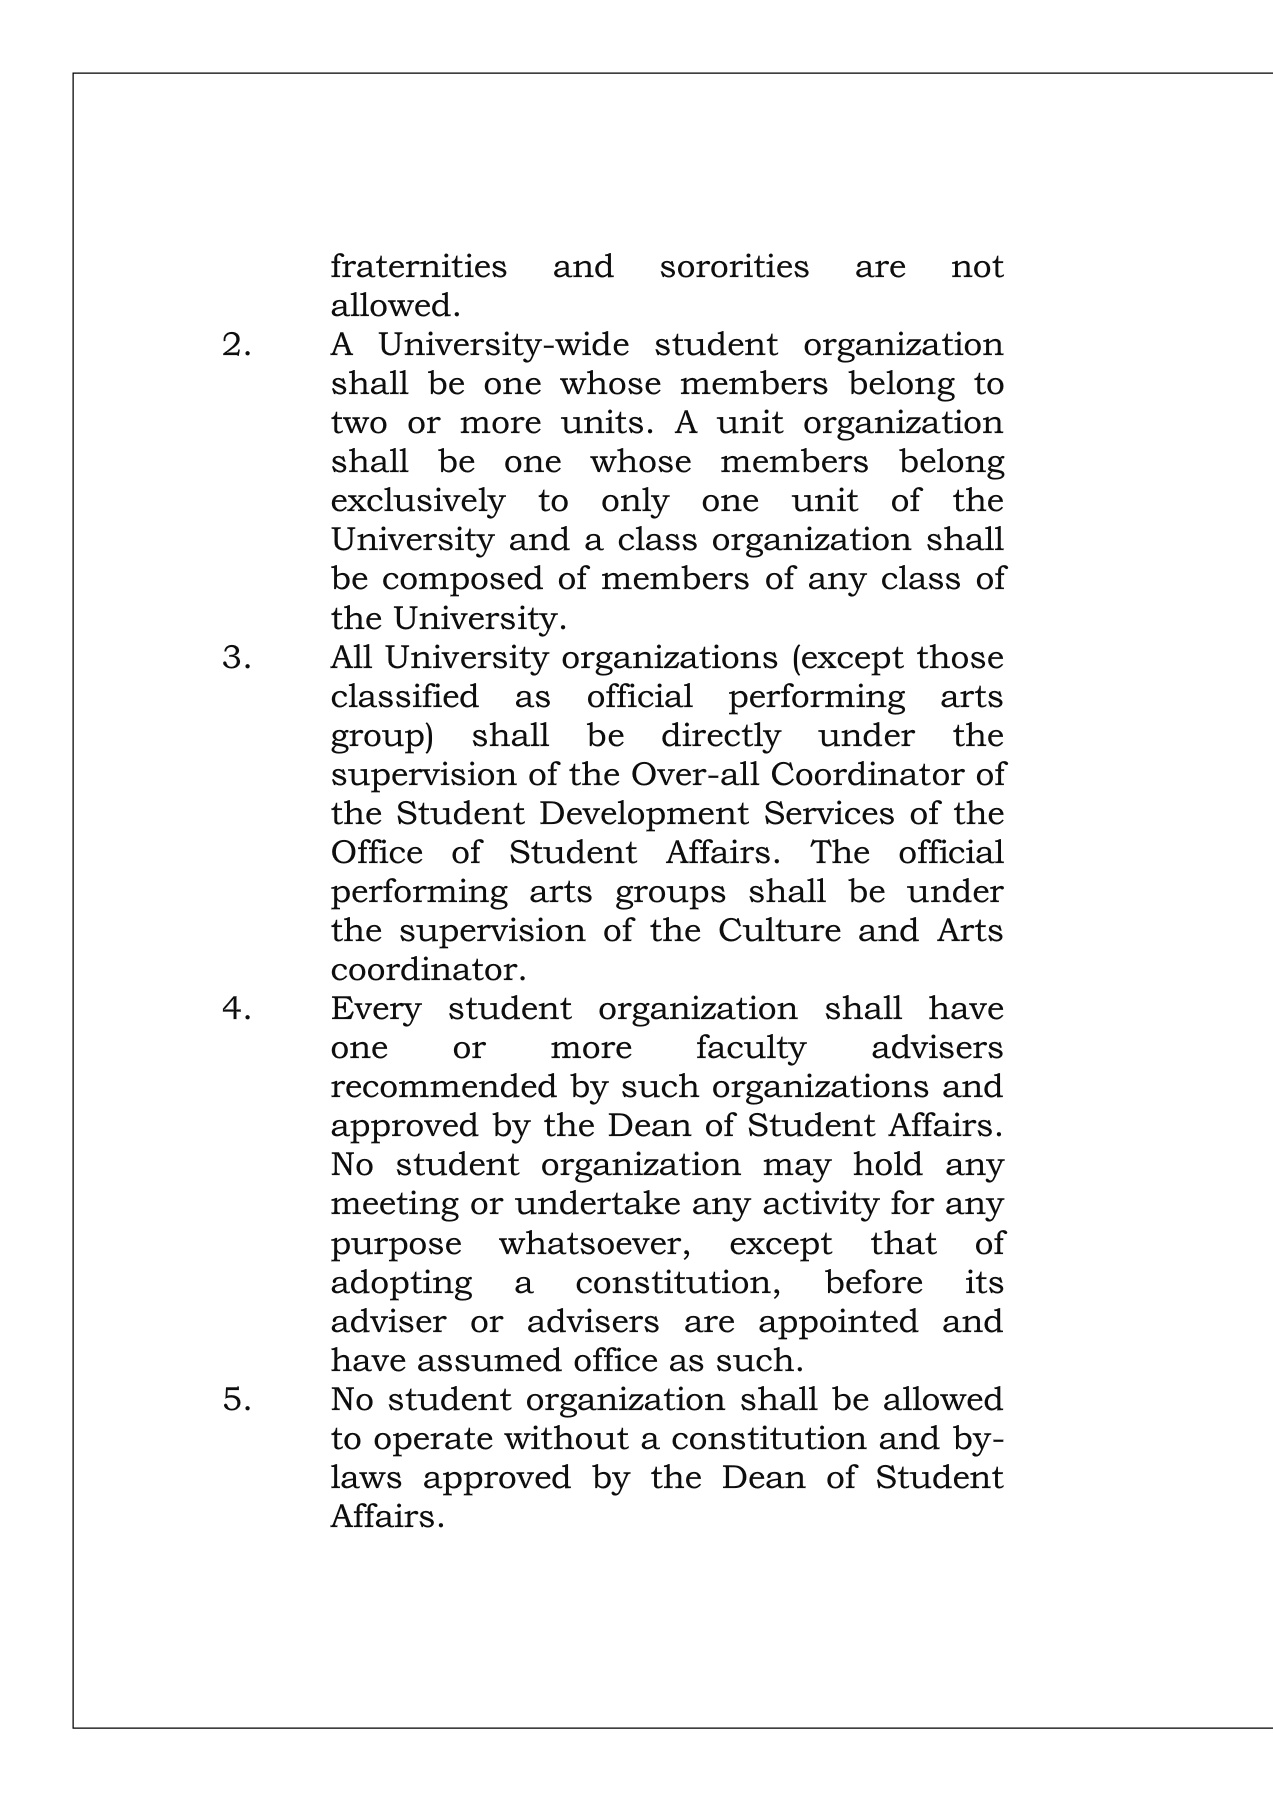 fraternities and sororities are not
allowed.
2. A University-wide student organization
shall be one whose members belong to
two or more units. A unit organization
shall be one whose members belong
exclusively to only one unit of the
University and a class organization shall
be composed of members of any class of
the University.
3. All University organizations (except those
classified as official performing arts
group) shall be directly under the
supervision of the Over-all Coordinator of
the Student Development Services of the
Office of Student Affairs. The official
performing arts groups shall be under
the supervision of the Culture and Arts
coordinator.
4. Every student organization shall have
one or more faculty advisers
recommended by such organizations and
approved by the Dean of Student Affairs.
No student organization may hold any
meeting or undertake any activity for any
purpose whatsoever, except that of
adopting a constitution, before its
adviser or advisers are appointed and
have assumed office as such.
5. No student organization shall be allowed
to operate without a constitution and by-
laws approved by the Dean of Student
Affairs.